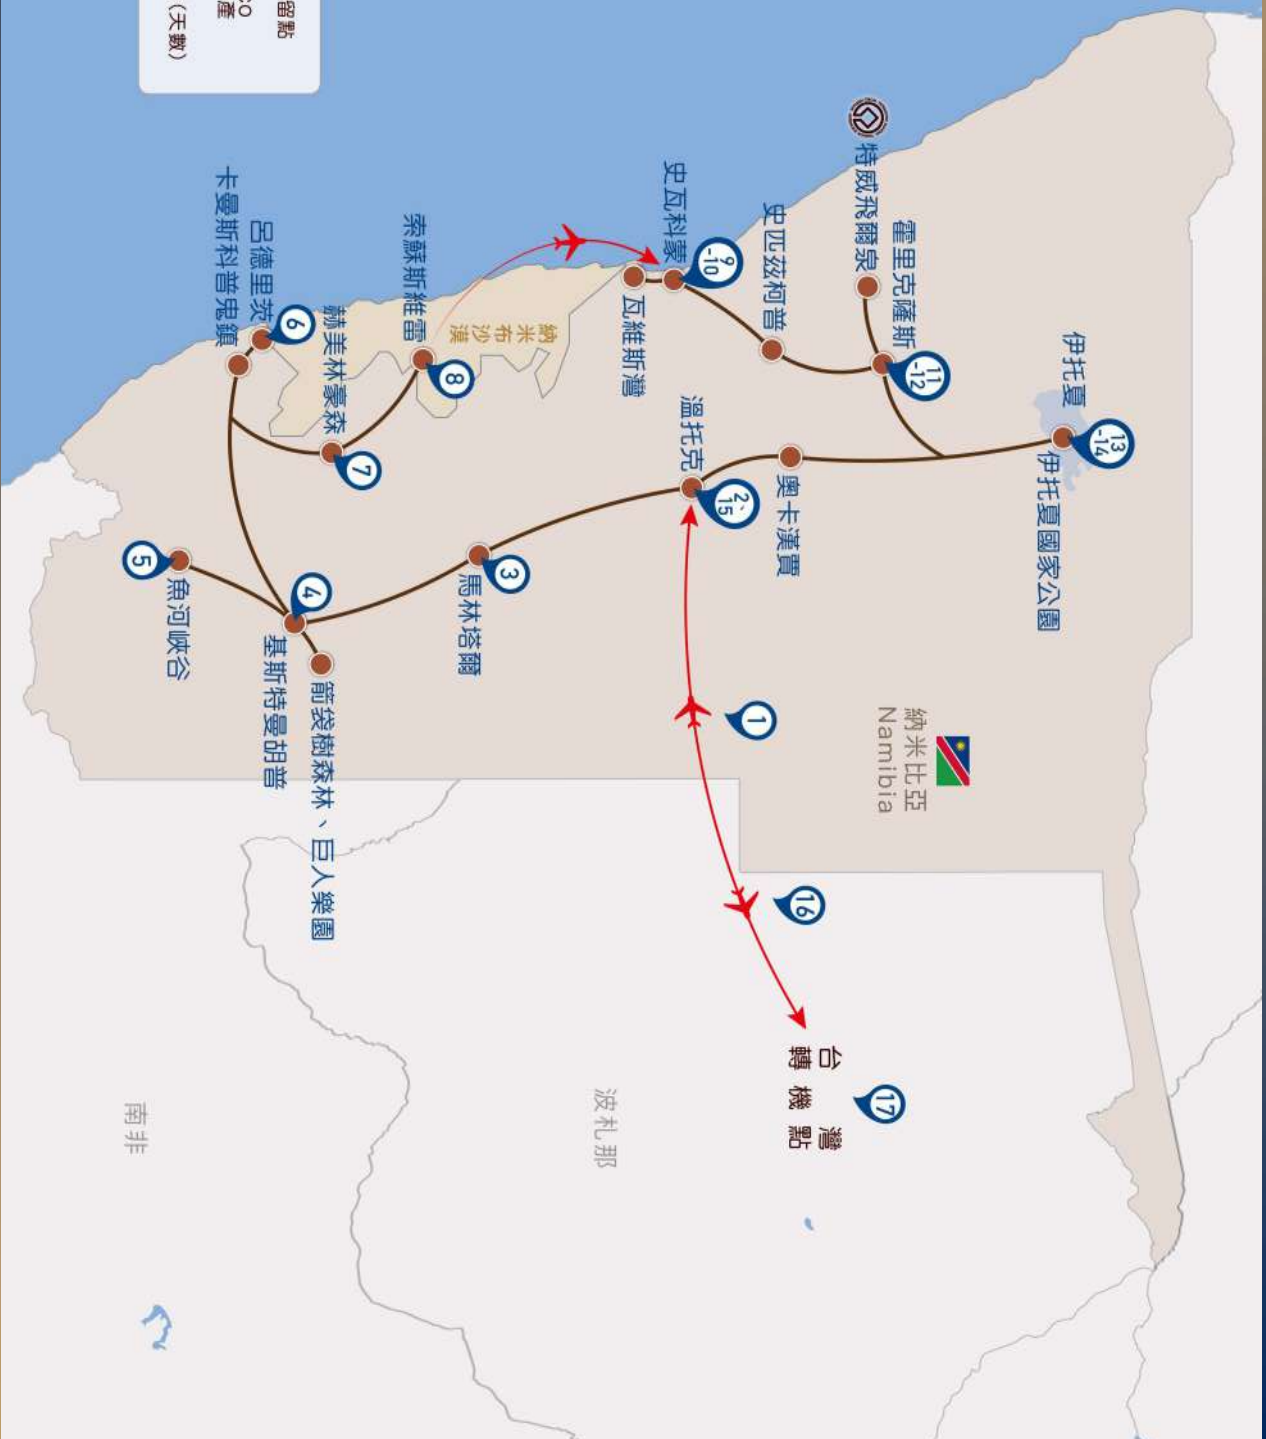 13
-14
伊托夏
伊托夏國家公園
11
-12
霍里克薩斯
納米比亞
Namibia
特威飛爾泉
17
台灣
轉機點
16
史匹茲柯普
奧卡漢賈
1
2、
15
9
-10
史瓦科蒙
溫托克
瓦維斯灣
波札那
納米布沙漠
3
馬林塔爾
8
索蘇斯維雷
7
赫美林豪森
箭袋樹森林、巨人樂園
4
6
基斯特曼胡普
呂德里茨
卡曼斯科普鬼鎮
魚河峽谷
5
南非
留點
CO
產
(天數)